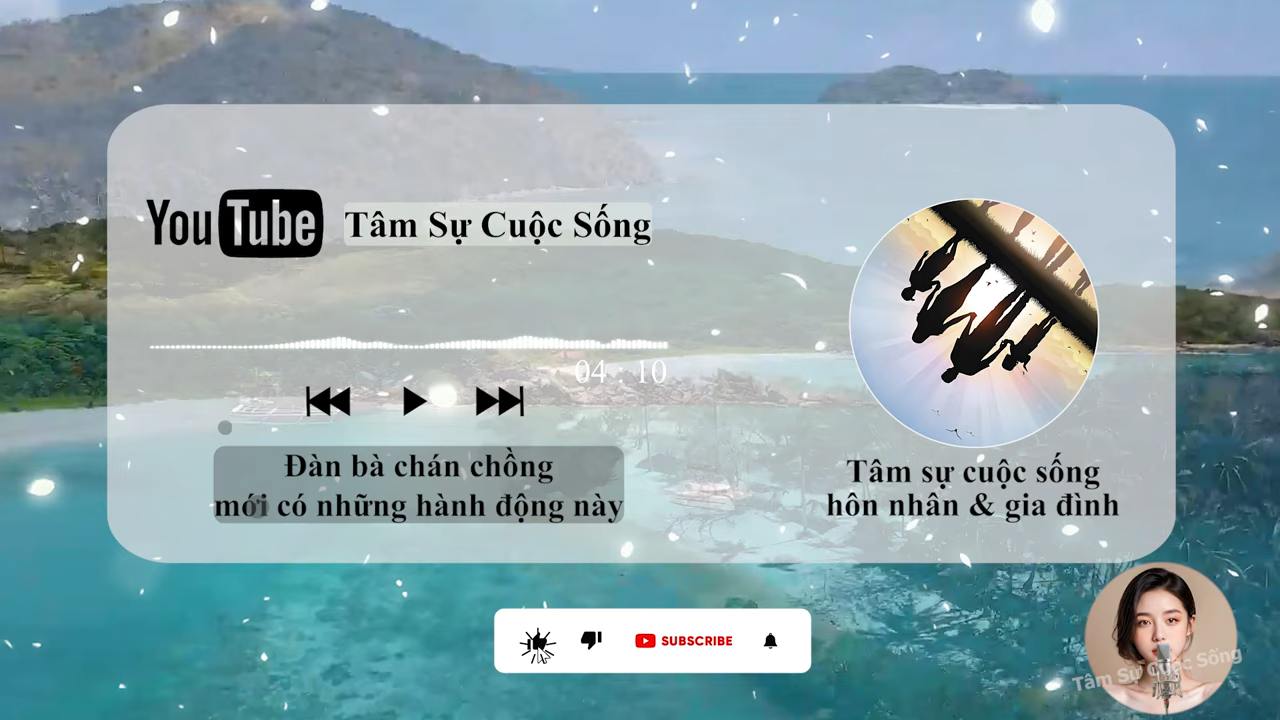 YouTube
Tâm Sự Cuộc Sống
04 : 10
Đàn bà chán chồng
mới có những hành động này
Tâm sự cuộc sống
hôn nhân & gia đình
SUBSCRIBE
Tâm Sự Cuộc Sống